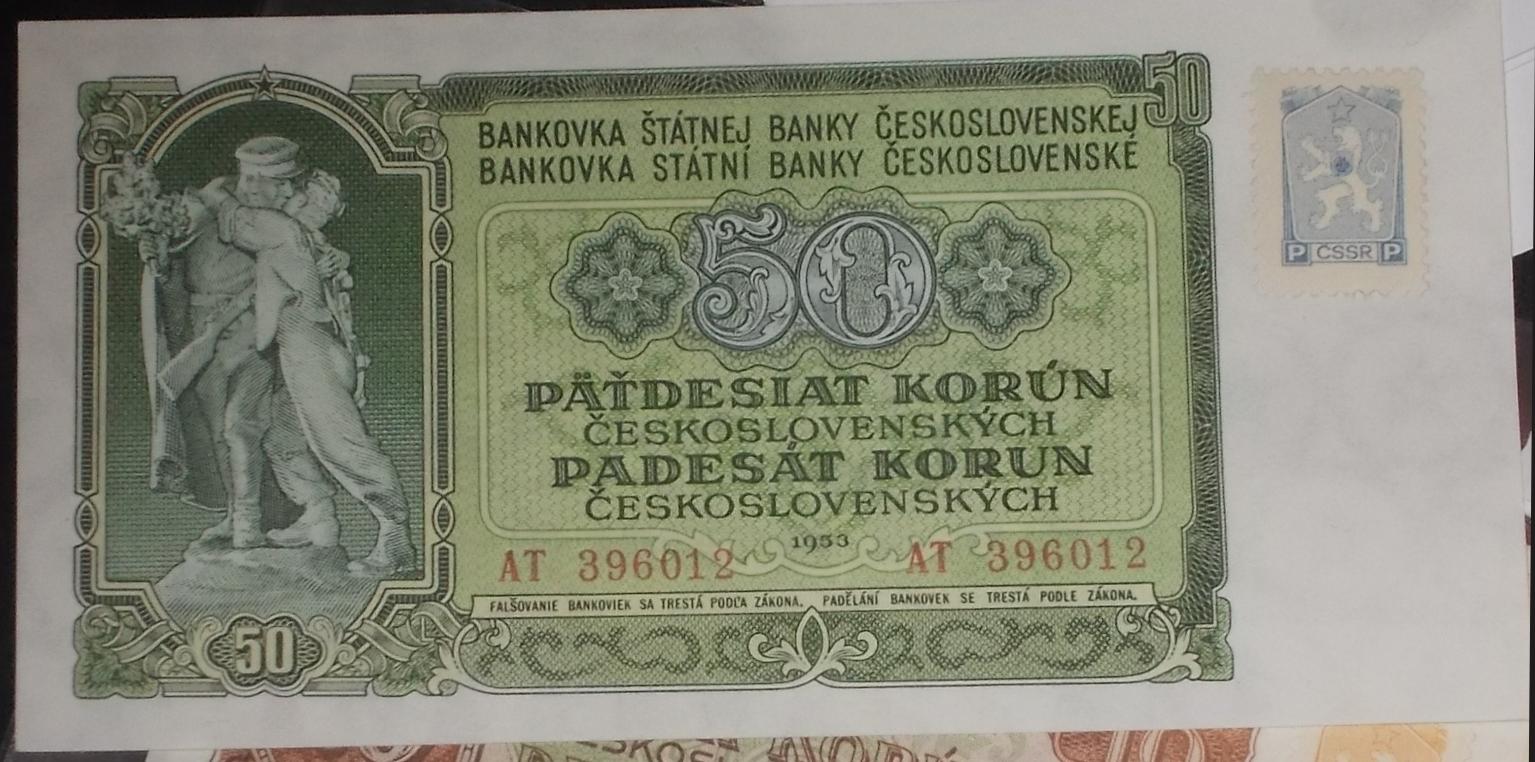 50
BANKOVKA ŠTÁTNEJ BANKY ČESKOSLOVENSKEJ
BANKOVKA STÁTNÍ BANKY ČESKOSLOVENSKÉ
50
PÄŤDESIAT KORÚN
ČESKOSLOVENSKÝCH
PADESÁT KORUN
ČESKOSLOVENSKÝCH
1953
AT 396012 AT 396012
FALŠOVANIE BANKOVIEK SA TRESTÁ PODĽA ZÁKONA. PADĚLÁNÍ BANKOVEK SE TRESTÁ PODLE ZÁKONA.
50
P ČSSR P